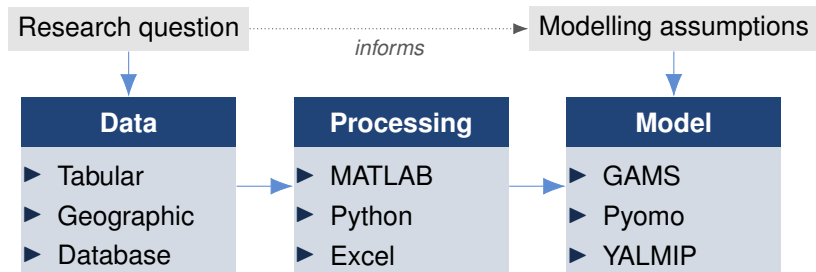 Research question
informs
Modelling assumptions
Data
Tabular
Geographic
Database
Processing
MATLAB
Python
Excel
Model
GAMS
Pyomo
YALMIP